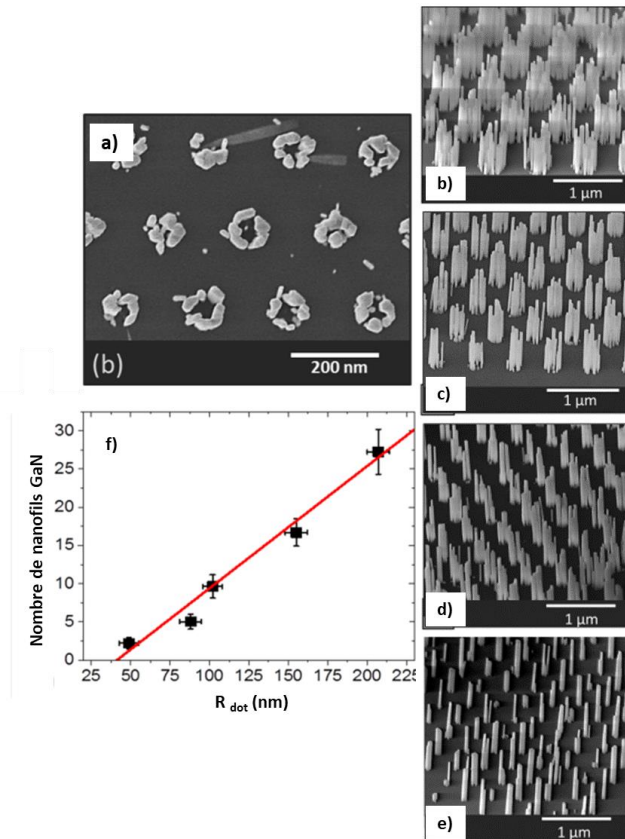 a)
(b)
200 nm
b)
1 µm
c)
1 µm
d)
1 µm
e)
1 µm
f)
Nombre de nanofils GaN
30
25
20
15
10
5
0
25 50 75 100 125 150 175 200 225
R dot (nm)